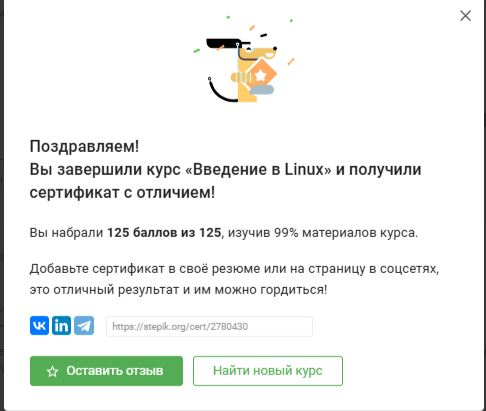 Поздравляем!
Вы завершили курс «Введение в Linux» и получили
сертификат с отличием!
Вы набрали 125 баллов из 125, изучив 99% материалов курса.
Добавьте сертификат в своё резюме или на страницу в соцсетях,
это отличный результат и им можно гордиться!
https://stepik.org/cert/2780430
Оставить отзыв
Найти новый курс